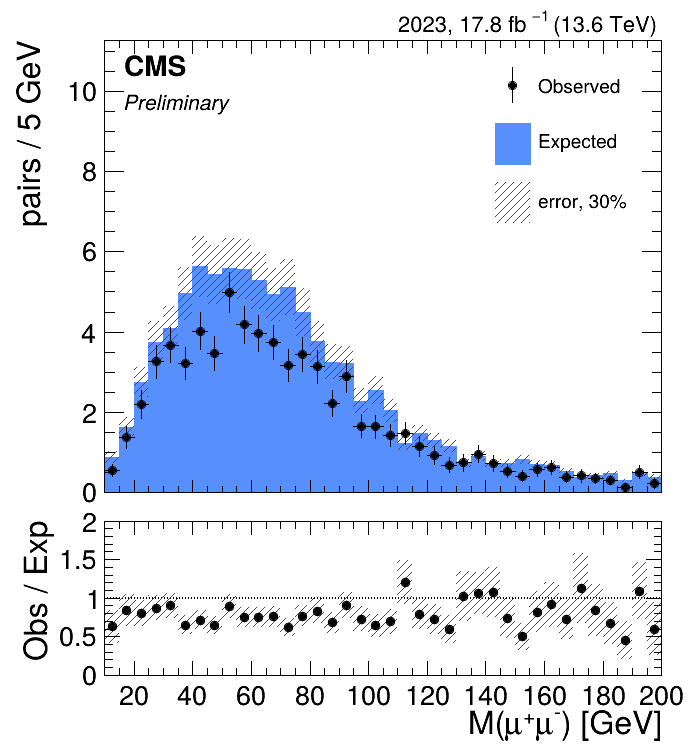 2023, 17.8 fb⁻¹ (13.6 TeV)
pairs / 5 GeV
CMS
Preliminary
Observed
Expected
error, 30%
10
8
6
4
2
0
Obs / Exp
2
1.5
1
0.5
0
20 40 60 80 100 120 140 160 180 200
M(μ⁺μ⁻) [GeV]